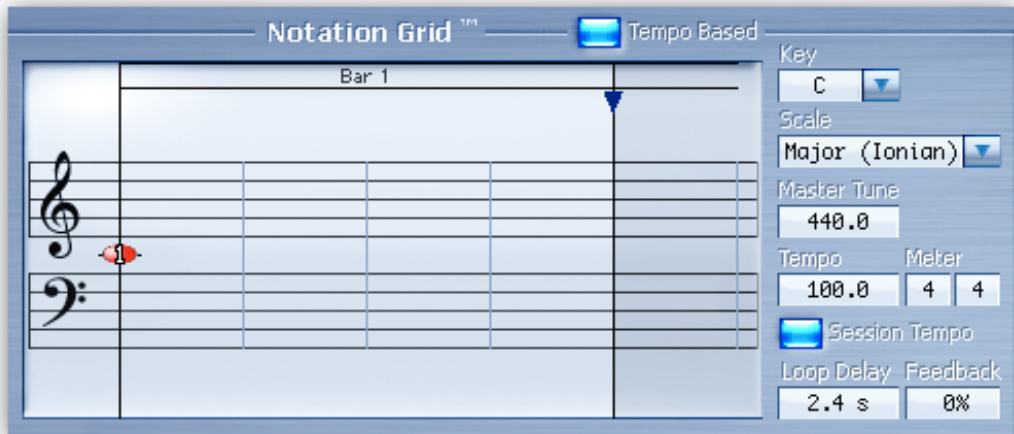 Notation Grid ™
Tempo Based
Bar 1
1
Key
C
Scale
Major (Ionian)
Master Tune
440.0
Tempo Meter
100.0 4 4
Session Tempo
Loop Delay Feedback
2.4 s 0%